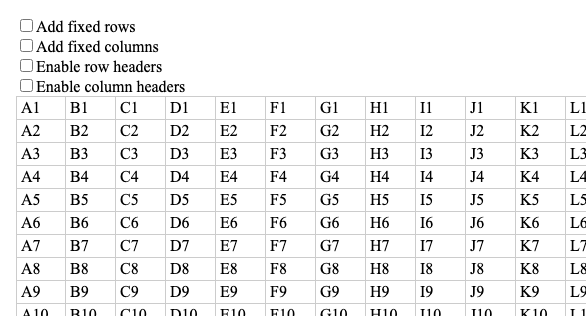 Add fixed rows
Add fixed columns
Enable row headers
Enable column headers
A1 B1 C1 D1 E1 F1 G1 H1 I1 J1 K1 L1
A2 B2 C2 D2 E2 F2 G2 H2 I2 J2 K2 L2
A3 B3 C3 D3 E3 F3 G3 H3 I3 J3 K3 L3
A4 B4 C4 D4 E4 F4 G4 H4 I4 J4 K4 L4
A5 B5 C5 D5 E5 F5 G5 H5 I5 J5 K5 L5
A6 B6 C6 D6 E6 F6 G6 H6 I6 J6 K6 L6
A7 B7 C7 D7 E7 F7 G7 H7 I7 J7 K7 L7
A8 B8 C8 D8 E8 F8 G8 H8 I8 J8 K8 L8
A9 B9 C9 D9 E9 F9 G9 H9 I9 J9 K9 L9
A10 B10 C10 D10 E10 F10 G10 H10 I10 J10 K10